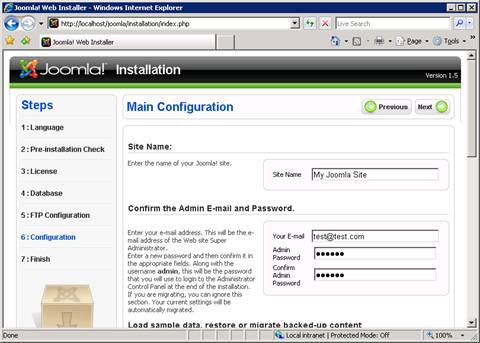 Joomla! Web Installer - Windows Internet Explorer
http://localhost/joomla/installation/index.php
Live Search
Joomla! Web Installer
Page
Tools
Joomla! Installation
Version 1.5
Steps
1 : Language
2 : Pre-installation Check
3 : License
4 : Database
5 : FTP Configuration
6 : Configuration
7 : Finish
Main Configuration
Previous
Next
Site Name:
Enter the name of your Joomla! site.
Site Name
My Joomla Site
Confirm the Admin E-mail and Password.
Enter your e-mail address. This will be the e-
mail address of the Web site Super
Administrator.
Enter a new password and then confirm it in
the appropriate fields. Along with the
username admin, this will be the password
that you will use to login to the Administrator
Control Panel at the end of the installation.
If you are migrating, you can ignore this
section. Your current settings will be
automatically migrated.
Your E-mail
test@test.com
Admin
Password
••••••
Confirm
Admin
Password
••••••
Load sample data, restore or migrate backed-up content
Done
Local intranet | Protected Mode: Off
100%